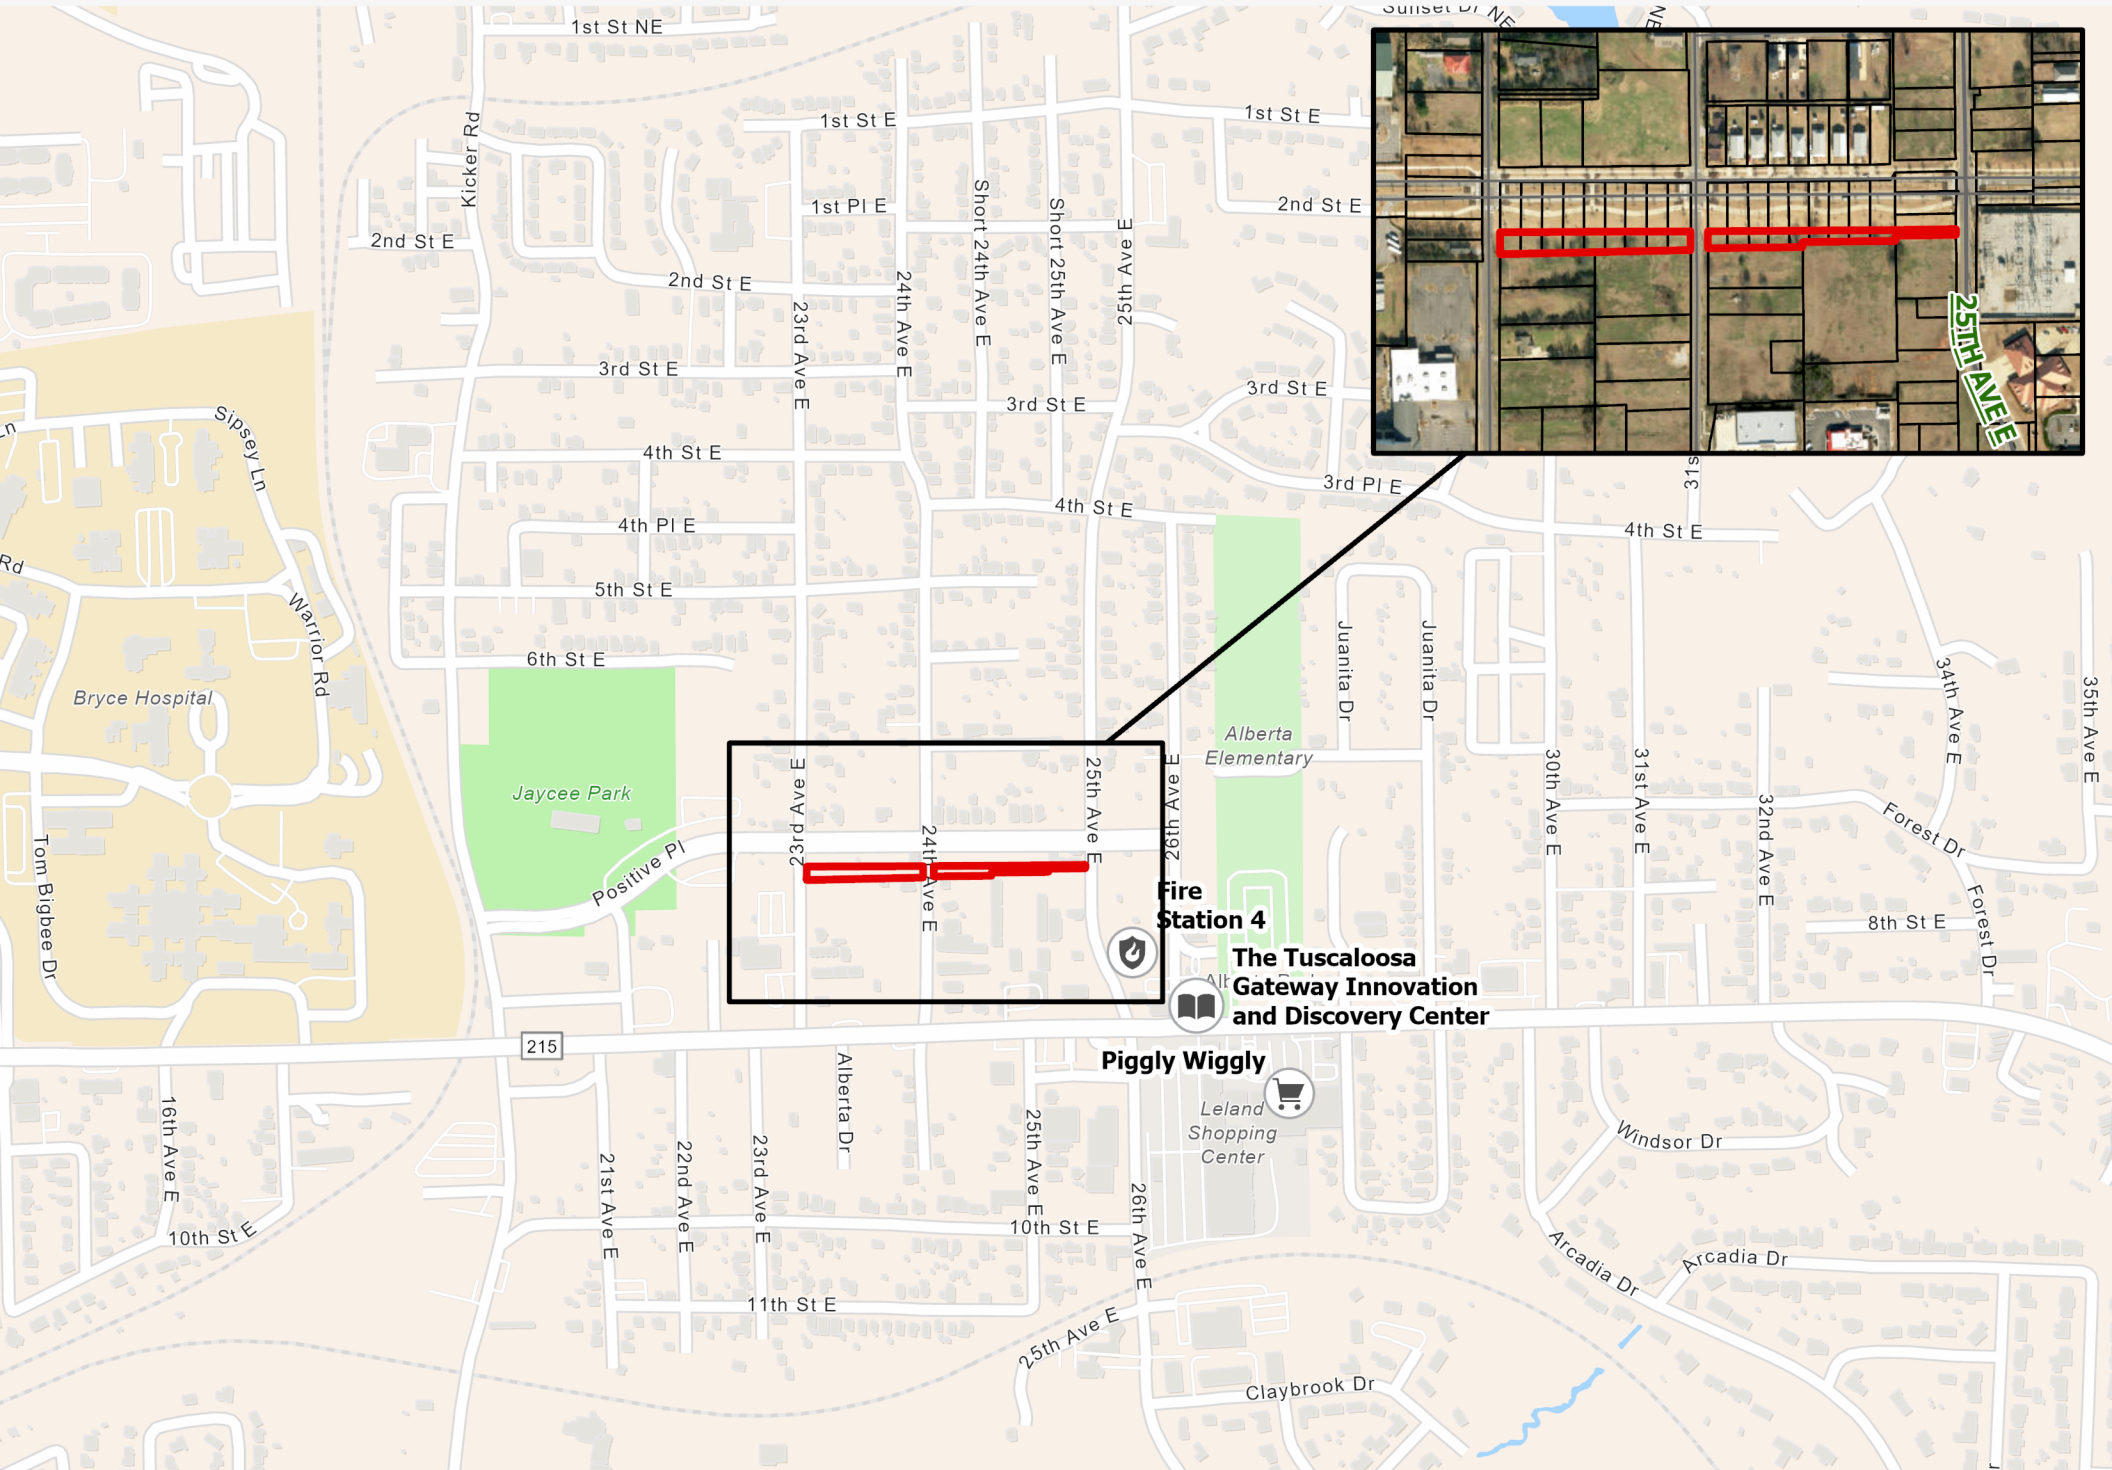 1st St NE
Sunset Dr NE
Kicker Rd
1st St E
1st St E
1st Pl E
2nd St E
2nd St E
2nd St E
Short 24th Ave E
Short 25th Ave E
25th Ave E
24th Ave E
23rd Ave E
3rd St E
3rd St E
3rd St E
25TH AVE E
Sipsey Ln
Ln
4th St E
3rd Pl E
31s
4th St E
4th Pl E
4th St E
Rd
5th St E
Warrior Rd
6th St E
Juanita Dr
Juanita Dr
34th Ave E
35th Ave E
Bryce Hospital
Alberta
Elementary
Jaycee Park
23rd Ave E
25th Ave E
26th Ave E
30th Ave E
31st Ave E
32nd Ave E
Forest Dr
Tom Bigbee Dr
Positive Pl
24th Ave E
Fire
Station 4
Forest Dr
8th St E
The Tuscaloosa
Gateway Innovation
and Discovery Center
Alb
215
Piggly Wiggly
Alberta Dr
Leland
Shopping
Center
16th Ave E
21st Ave E
22nd Ave E
23rd Ave E
25th Ave E
26th Ave E
Windsor Dr
10th St E
10th St E
Arcadia Dr
Arcadia Dr
11th St E
25th Ave E
Claybrook Dr